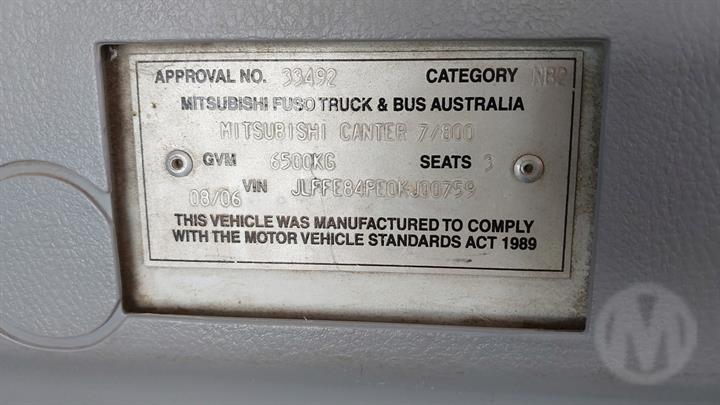 APPROVAL NO. 33492 CATEGORY NB2
MITSUBISHI FUSO TRUCK & BUS AUSTRALIA
MITSUBISHI CANTER 7/800
GVM 6500KG SEATS 3
08/06 VIN JLFFE84PE0KJ00759
THIS VEHICLE WAS MANUFACTURED TO COMPLY
WITH THE MOTOR VEHICLE STANDARDS ACT 1989
M